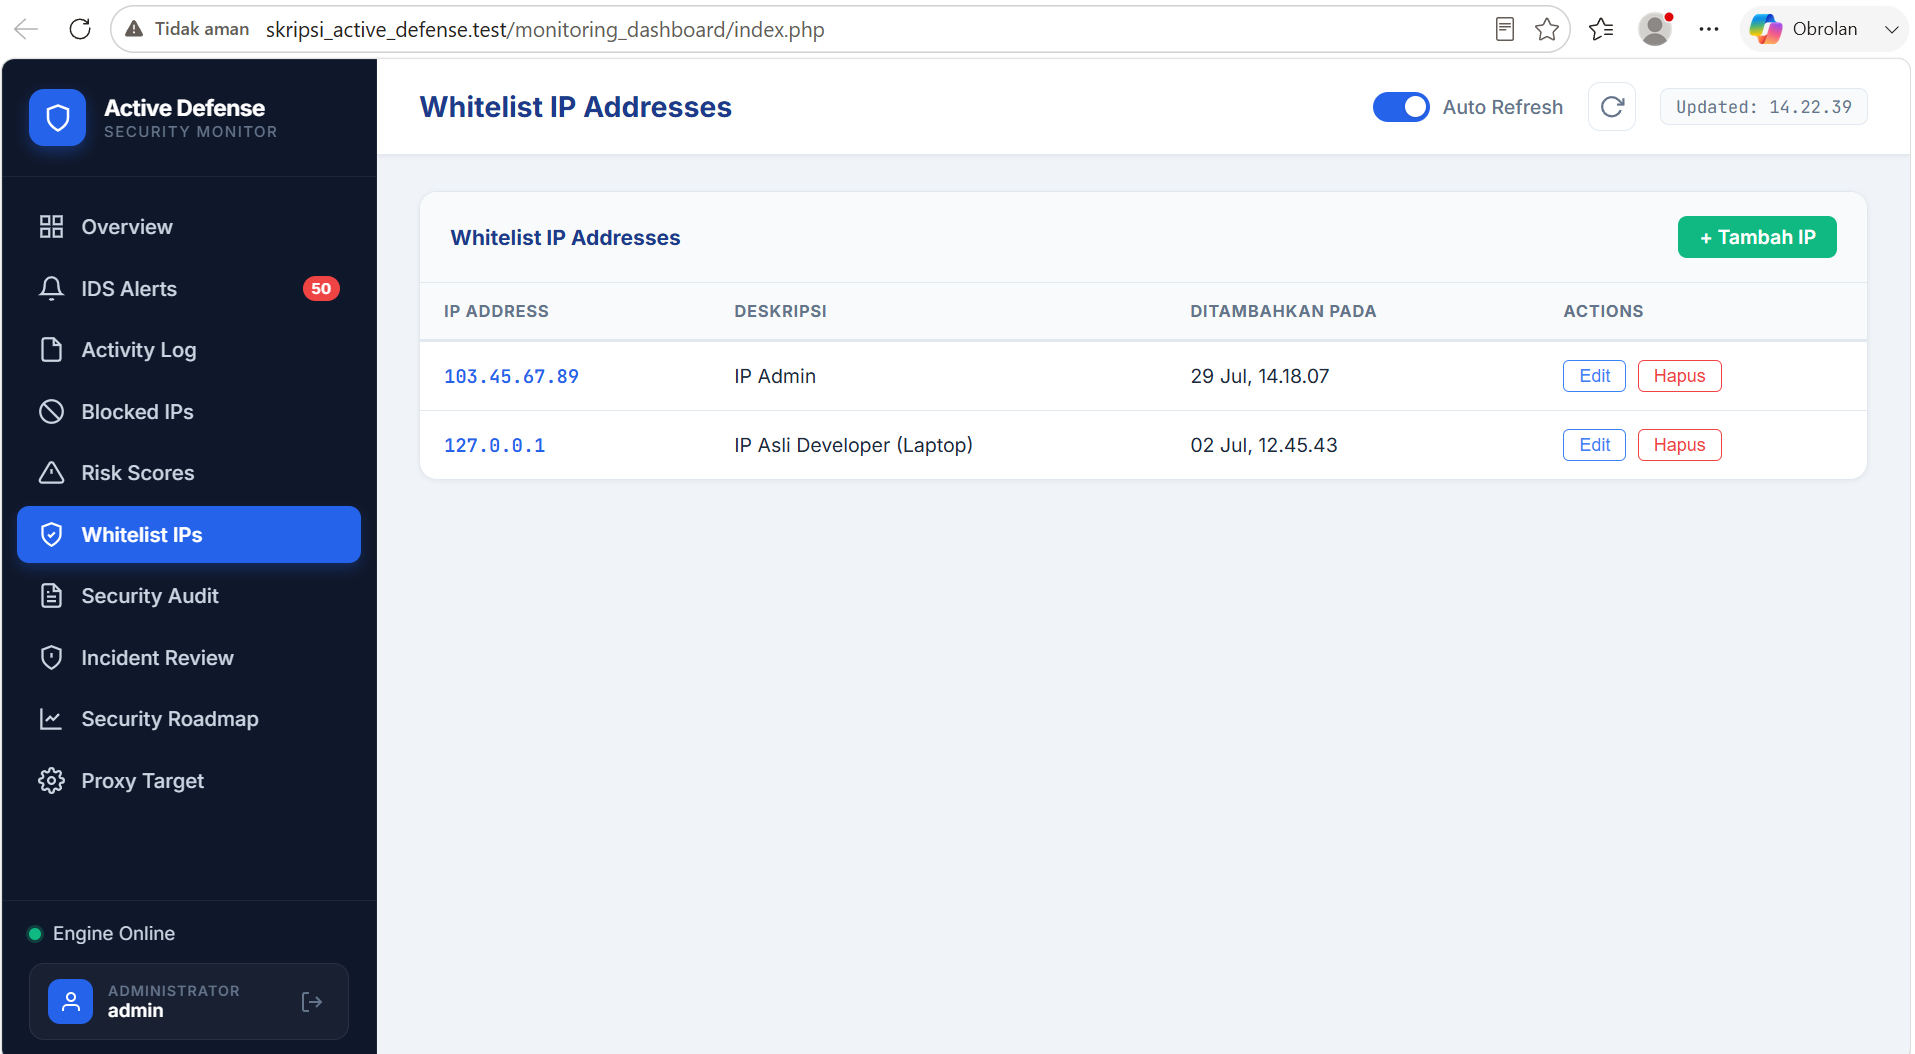 Tidak aman
skripsi_active_defense.test/monitoring_dashboard/index.php
Obrolan
Active Defense
SECURITY MONITOR
Overview
IDS Alerts
50
Activity Log
Blocked IPs
Risk Scores
Whitelist IPs
Security Audit
Incident Review
Security Roadmap
Proxy Target
Engine Online
ADMINISTRATOR
admin
Whitelist IP Addresses
Auto Refresh
Updated: 14.22.39
Whitelist IP Addresses
+ Tambah IP
IP ADDRESS DESKRIPSI DITAMBAHKAN PADA ACTIONS
103.45.67.89 IP Admin 29 Jul, 14.18.07 Edit Hapus
127.0.0.1 IP Asli Developer (Laptop) 02 Jul, 12.45.43 Edit Hapus